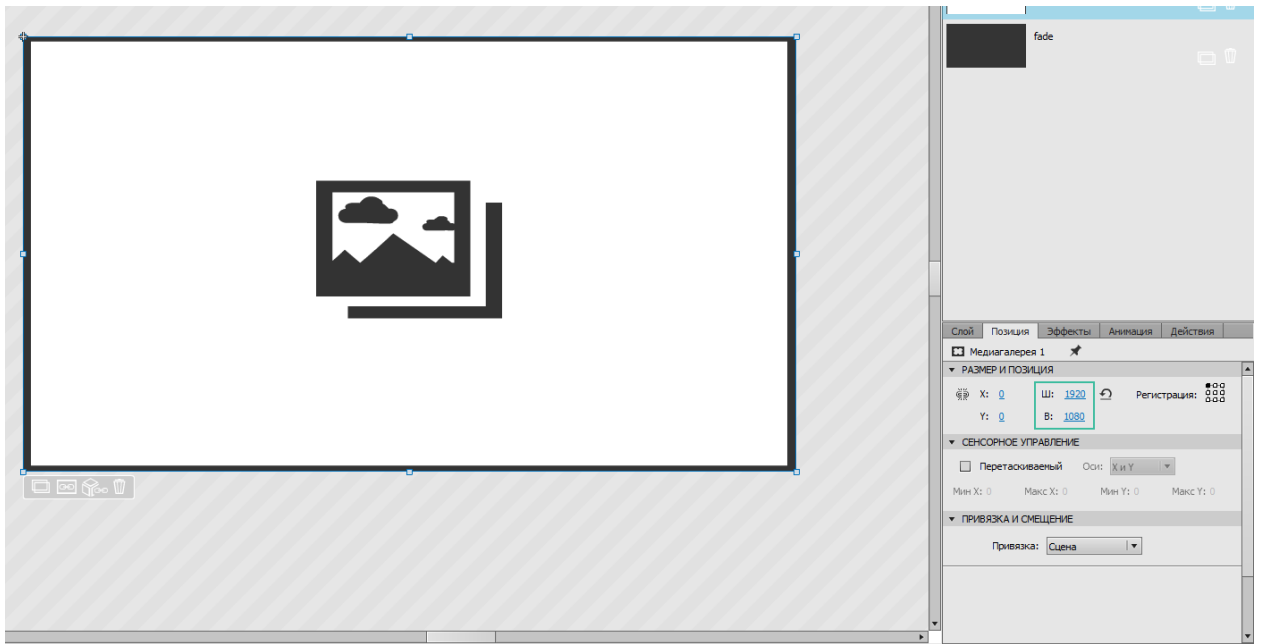 fade
Слой Позиция Эффекты Анимация Действия
Медиагалерея 1
РАЗМЕР И ПОЗИЦИЯ
X: 0 Ш: 1920 Регистрация:
Y: 0 В: 1080
СЕНСОРНОЕ УПРАВЛЕНИЕ
Перетаскиваемый Оси: X и Y
Мин X: 0 Макс X: 0 Мин Y: 0 Макс Y: 0
ПРИВЯЗКА И СМЕЩЕНИЕ
Привязка: Сцена